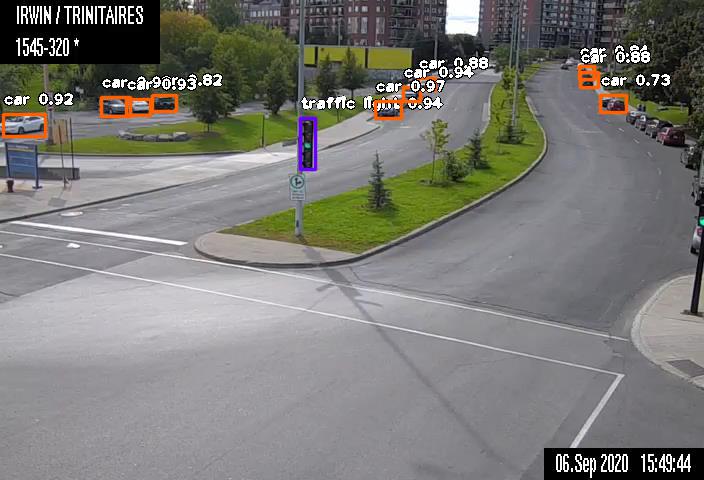 IRWIN / TRINITAIRES
1545-320 *
car 0.88
car 0.94
car 0.97
car 0.88
car 0.73
car 0.92
traffic light 0.94
06.Sep 2020 15:49:44